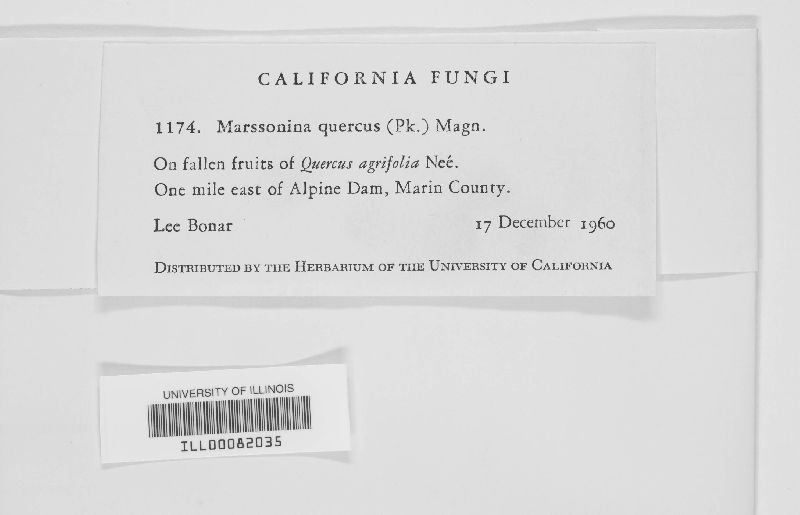 CALIFORNIA FUNGI
1174. Marssonina quercus (Pk.) Magn.
On fallen fruits of Quercus agrifolia Neé.
One mile east of Alpine Dam, Marin County.
Lee Bonar 17 December 1960
DISTRIBUTED BY THE HERBARIUM OF THE UNIVERSITY OF CALIFORNIA
UNIVERSITY OF ILLINOIS
ILL00082035